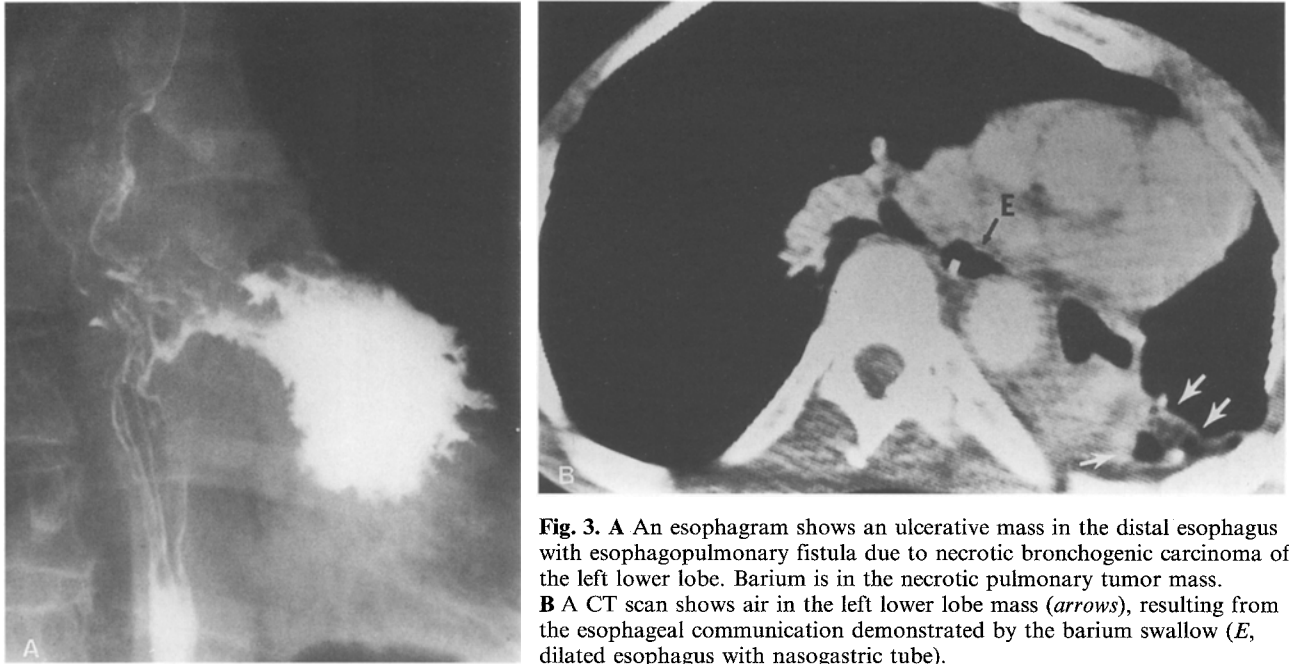 A
E
B
Fig. 3. A An esophagram shows an ulcerative mass in the distal esophagus
with esophagopulmonary fistula due to necrotic bronchogenic carcinoma of
the left lower lobe. Barium is in the necrotic pulmonary tumor mass.
B A CT scan shows air in the left lower lobe mass (arrows), resulting from
the esophageal communication demonstrated by the barium swallow (E,
dilated esophagus with nasogastric tube).